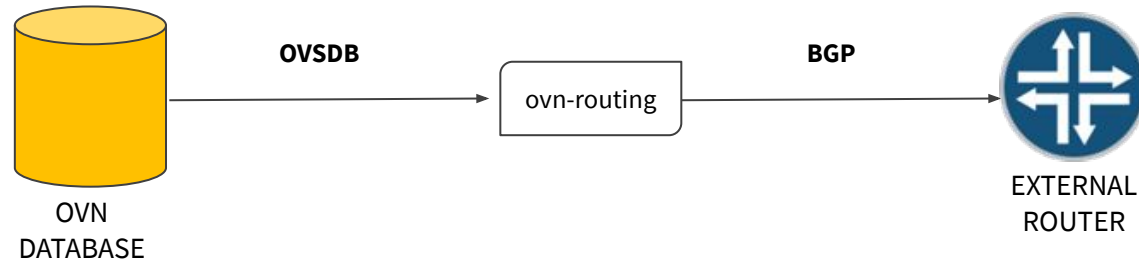 OVSDB
BGP
ovn-routing
OVN
DATABASE
EXTERNAL
ROUTER